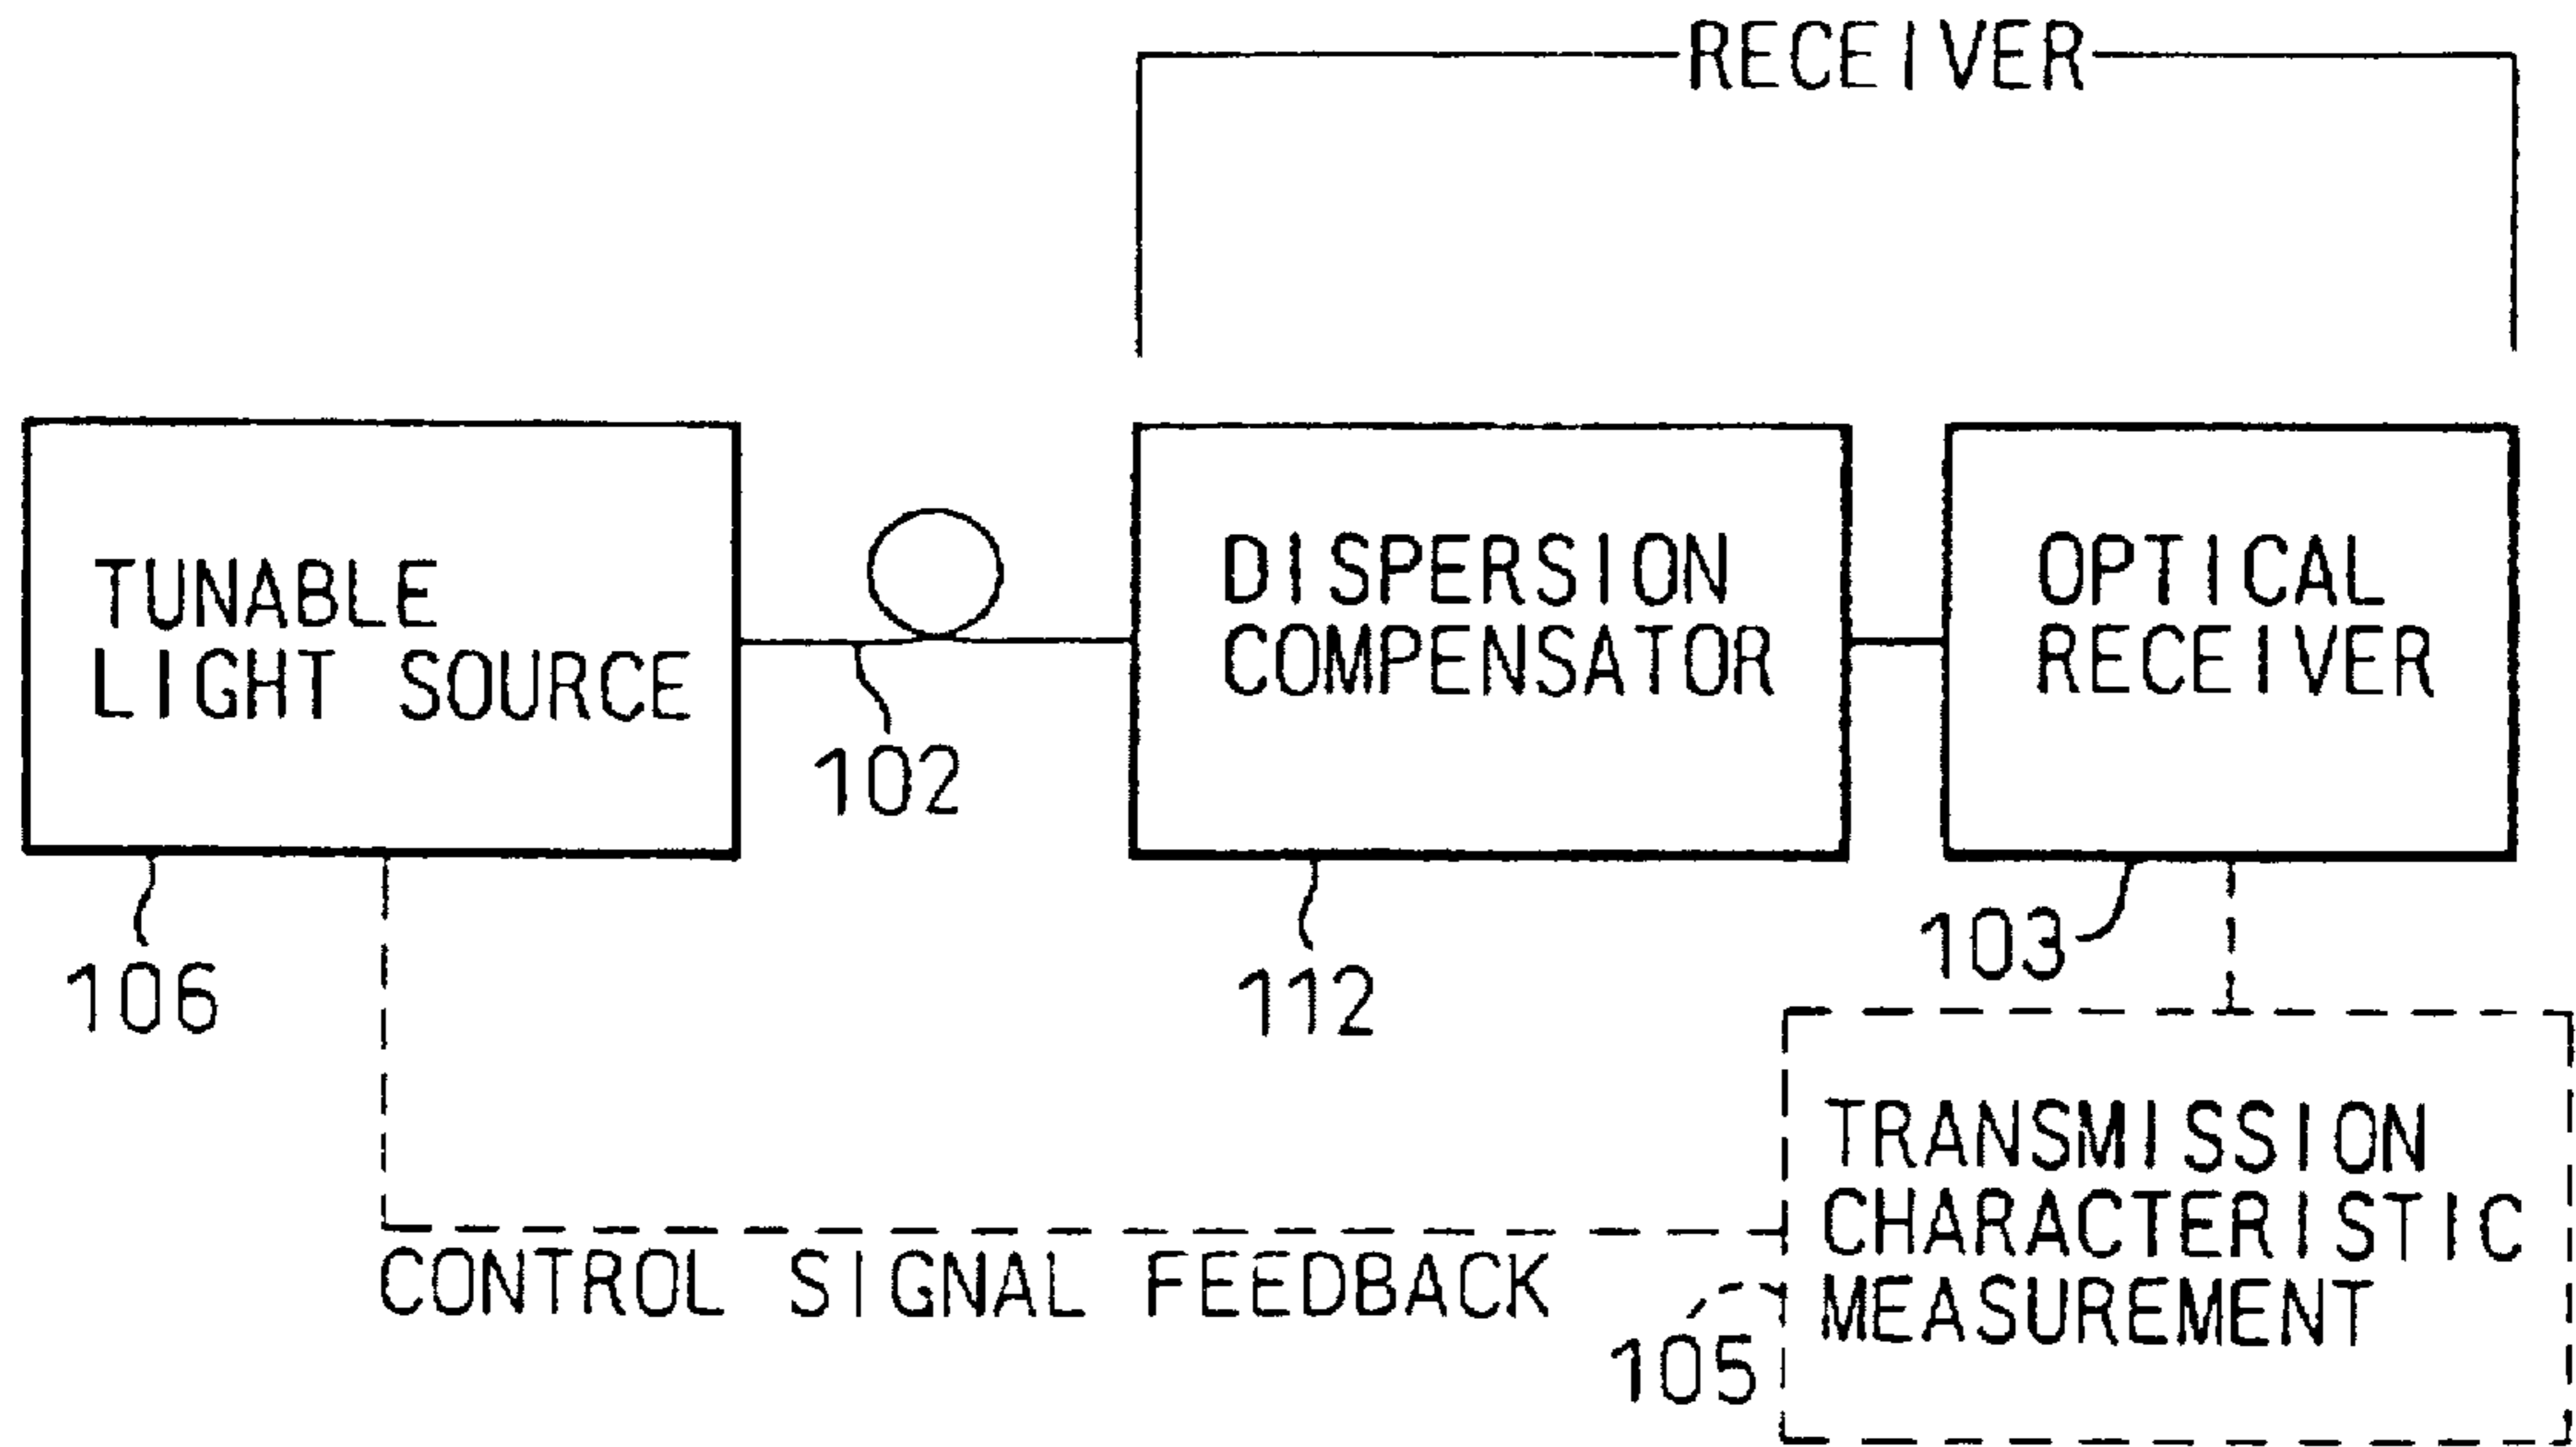 RECEIVER
TUNABLE
LIGHT SOURCE
DISPERSION
COMPENSATOR
OPTICAL
RECEIVER
102
106
112
103
TRANSMISSION
CHARACTERISTIC
MEASUREMENT
CONTROL SIGNAL FEEDBACK
105